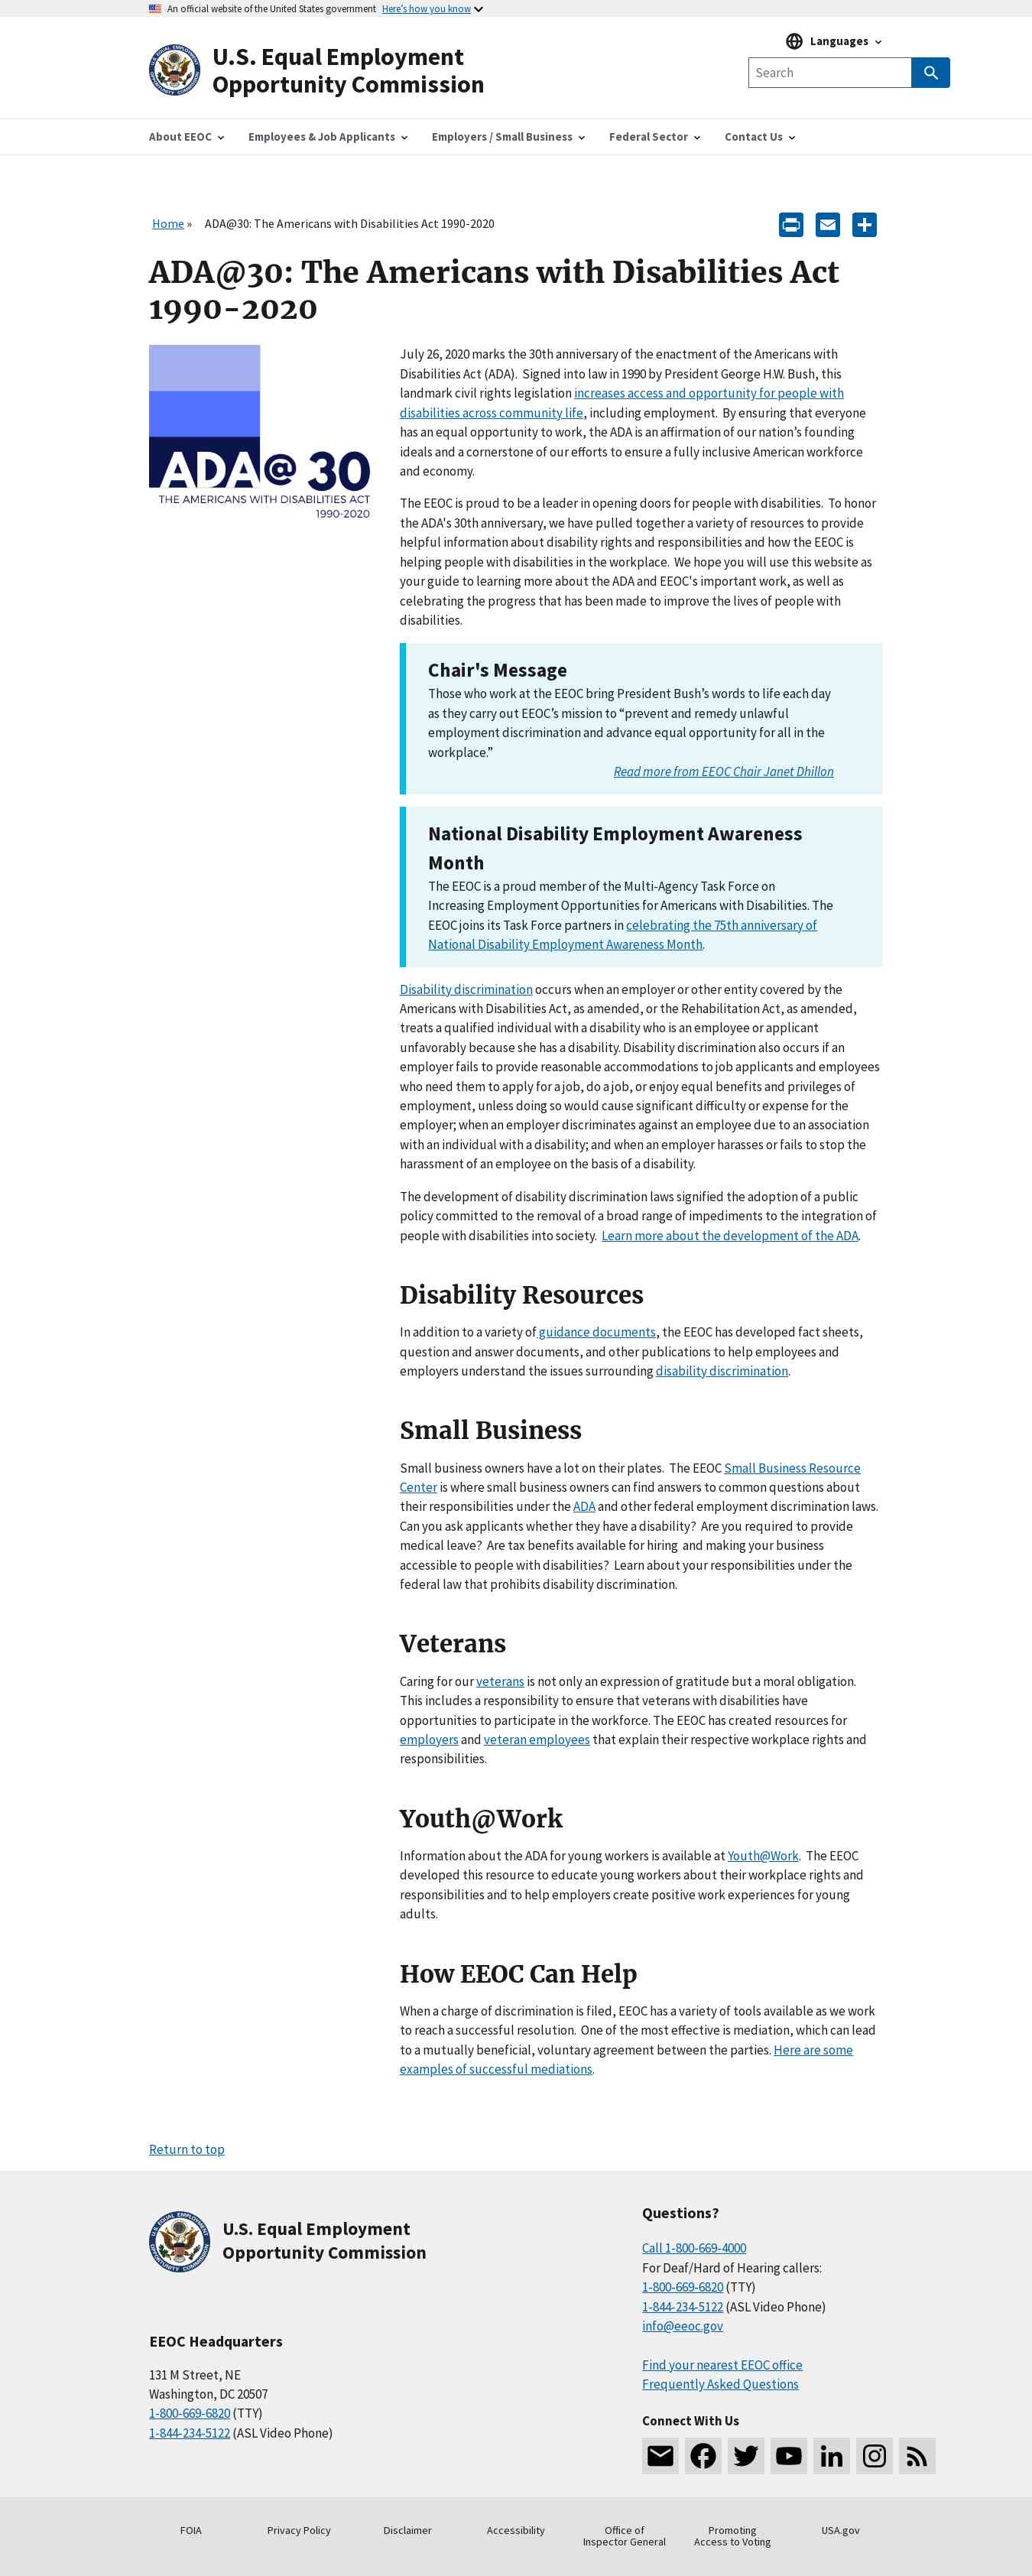 An official website of the United States government Here’s how you know
U.S. Equal Employment
Opportunity Commission
Languages
Search
About EEOC
Employees & Job Applicants
Employers / Small Business
Federal Sector
Contact Us
Home » ADA@30: The Americans with Disabilities Act 1990-2020
ADA@30: The Americans with Disabilities Act
1990-2020
ADA@ 30
THE AMERICANS WITH DISABILITIES ACT
1990-2020
July 26, 2020 marks the 30th anniversary of the enactment of the Americans with
Disabilities Act (ADA).  Signed into law in 1990 by President George H.W. Bush, this
landmark civil rights legislation increases access and opportunity for people with
disabilities across community life, including employment.  By ensuring that everyone
has an equal opportunity to work, the ADA is an affirmation of our nation’s founding
ideals and a cornerstone of our efforts to ensure a fully inclusive American workforce
and economy.
The EEOC is proud to be a leader in opening doors for people with disabilities.  To honor
the ADA's 30th anniversary, we have pulled together a variety of resources to provide
helpful information about disability rights and responsibilities and how the EEOC is
helping people with disabilities in the workplace.  We hope you will use this website as
your guide to learning more about the ADA and EEOC's important work, as well as
celebrating the progress that has been made to improve the lives of people with
disabilities.
Chair's Message
Those who work at the EEOC bring President Bush’s words to life each day
as they carry out EEOC’s mission to “prevent and remedy unlawful
employment discrimination and advance equal opportunity for all in the
workplace.”
Read more from EEOC Chair Janet Dhillon
National Disability Employment Awareness
Month
The EEOC is a proud member of the Multi-Agency Task Force on
Increasing Employment Opportunities for Americans with Disabilities. The
EEOC joins its Task Force partners in celebrating the 75th anniversary of
National Disability Employment Awareness Month.
Disability discrimination occurs when an employer or other entity covered by the
Americans with Disabilities Act, as amended, or the Rehabilitation Act, as amended,
treats a qualified individual with a disability who is an employee or applicant
unfavorably because she has a disability. Disability discrimination also occurs if an
employer fails to provide reasonable accommodations to job applicants and employees
who need them to apply for a job, do a job, or enjoy equal benefits and privileges of
employment, unless doing so would cause significant difficulty or expense for the
employer; when an employer discriminates against an employee due to an association
with an individual with a disability; and when an employer harasses or fails to stop the
harassment of an employee on the basis of a disability.
The development of disability discrimination laws signified the adoption of a public
policy committed to the removal of a broad range of impediments to the integration of
people with disabilities into society.  Learn more about the development of the ADA.
Disability Resources
In addition to a variety of guidance documents, the EEOC has developed fact sheets,
question and answer documents, and other publications to help employees and
employers understand the issues surrounding disability discrimination.
Small Business
Small business owners have a lot on their plates.  The EEOC Small Business Resource
Center is where small business owners can find answers to common questions about
their responsibilities under the ADA and other federal employment discrimination laws.
Can you ask applicants whether they have a disability?  Are you required to provide
medical leave?  Are tax benefits available for hiring  and making your business
accessible to people with disabilities?  Learn about your responsibilities under the
federal law that prohibits disability discrimination.
Veterans
Caring for our veterans is not only an expression of gratitude but a moral obligation.
This includes a responsibility to ensure that veterans with disabilities have
opportunities to participate in the workforce. The EEOC has created resources for
employers and veteran employees that explain their respective workplace rights and
responsibilities.
Youth@Work
Information about the ADA for young workers is available at Youth@Work.  The EEOC
developed this resource to educate young workers about their workplace rights and
responsibilities and to help employers create positive work experiences for young
adults.
How EEOC Can Help
When a charge of discrimination is filed, EEOC has a variety of tools available as we work
to reach a successful resolution.  One of the most effective is mediation, which can lead
to a mutually beneficial, voluntary agreement between the parties. Here are some
examples of successful mediations.
Return to top
U.S. Equal Employment
Opportunity Commission
EEOC Headquarters
131 M Street, NE
Washington, DC 20507
1-800-669-6820 (TTY)
1-844-234-5122 (ASL Video Phone)
Questions?
Call 1-800-669-4000
For Deaf/Hard of Hearing callers:
1-800-669-6820 (TTY)
1-844-234-5122 (ASL Video Phone)
info@eeoc.gov
Find your nearest EEOC office
Frequently Asked Questions
Connect With Us
FOIA
Privacy Policy
Disclaimer
Accessibility
Office of
Inspector General
Promoting
Access to Voting
USA.gov